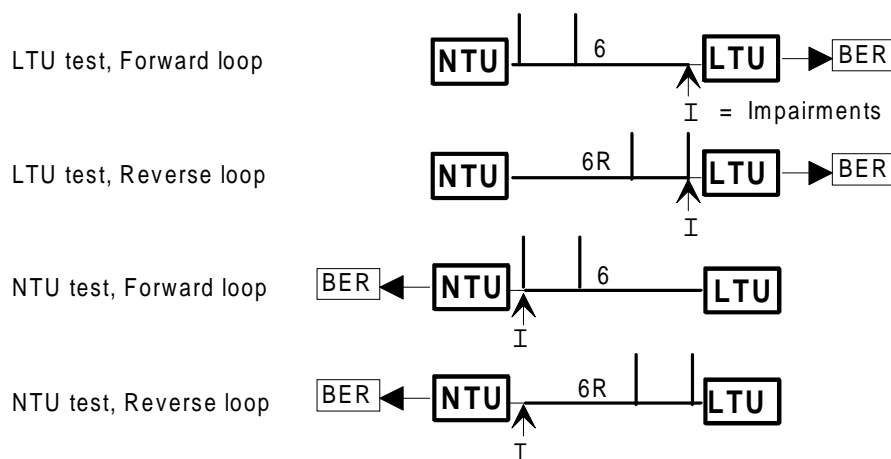 6
LTU test, Forward loop NTU LTU BER
I = Impairments
LTU test, Reverse loop NTU 6R LTU BER
I
NTU test, Forward loop BER NTU 6 LTU
I
NTU test, Reverse loop BER NTU 6R LTU
I